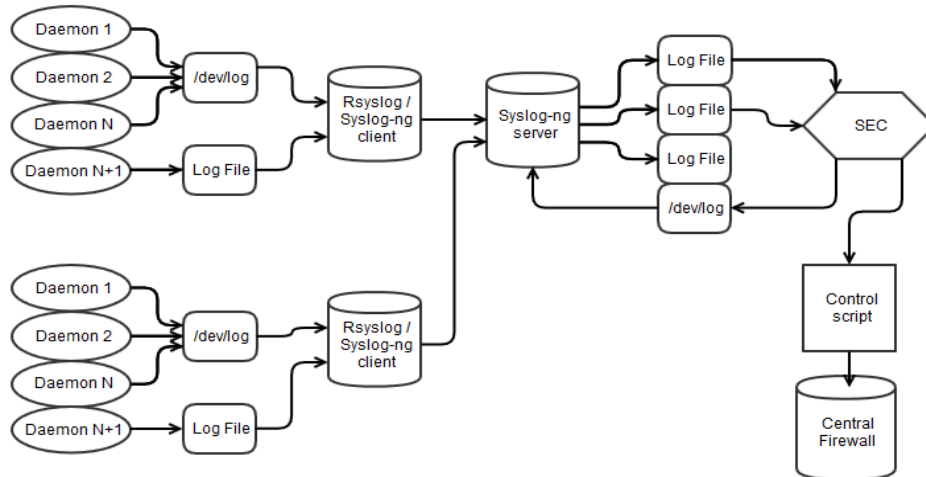 Daemon 1
Daemon 2
Daemon N
Daemon N+1
/dev/log
Log File
Rsyslog /
Syslog-ng
client
Syslog-ng
server
Log File
Log File
Log File
/dev/log
SEC
Control
script
Central
Firewall
Daemon 1
Daemon 2
Daemon N
Daemon N+1
/dev/log
Log File
Rsyslog /
Syslog-ng
client